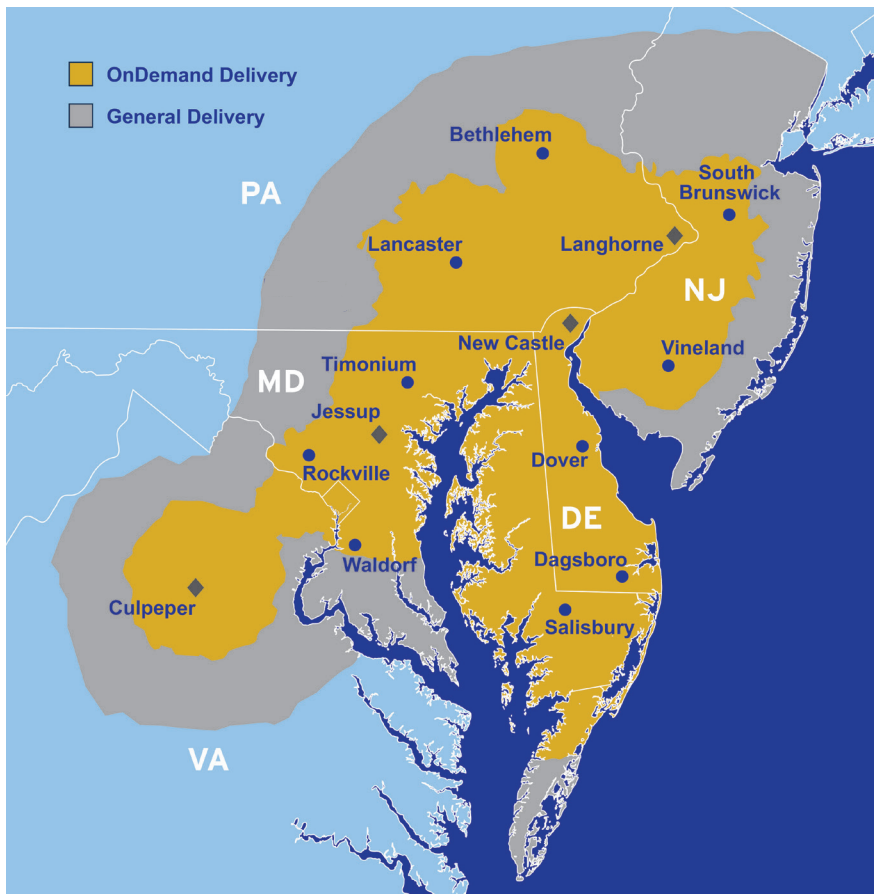 OnDemand Delivery
General Delivery
Bethlehem
South
Brunswick
PA
Lancaster
Langhorne
NJ
New Castle
Vineland
Timonium
MD
Jessup
Rockville
Dover
DE
Waldorf
Dagsboro
Culpeper
Salisbury
VA